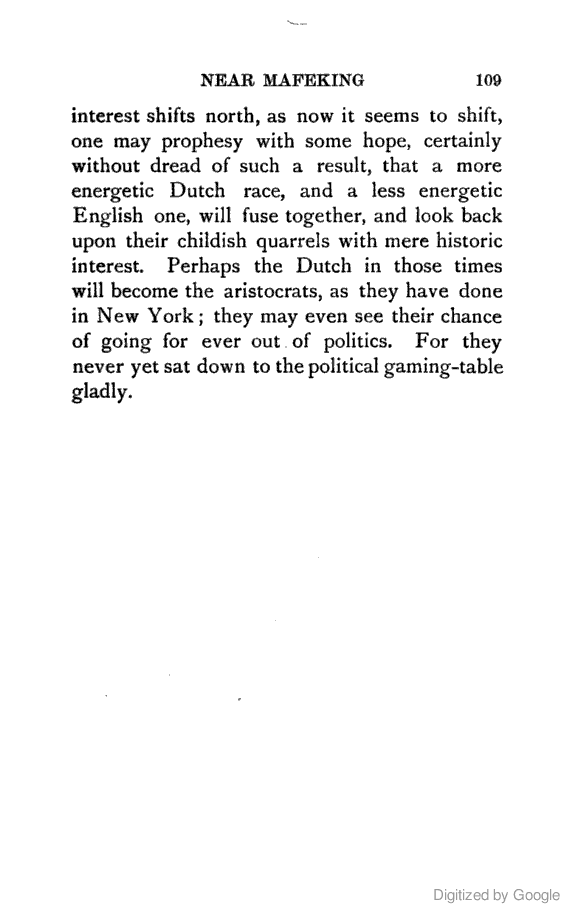 NEAR MAFEKING 109
interest shifts north, as now it seems to shift,
one may prophesy with some hope, certainly
without dread of such a result, that a more
energetic Dutch race, and a less energetic
English one, will fuse together, and look back
upon their childish quarrels with mere historic
interest. Perhaps the Dutch in those times
will become the aristocrats, as they have done
in New York; they may even see their chance
of going for ever out of politics. For they
never yet sat down to the political gaming-table
gladly.
Digitized by Google